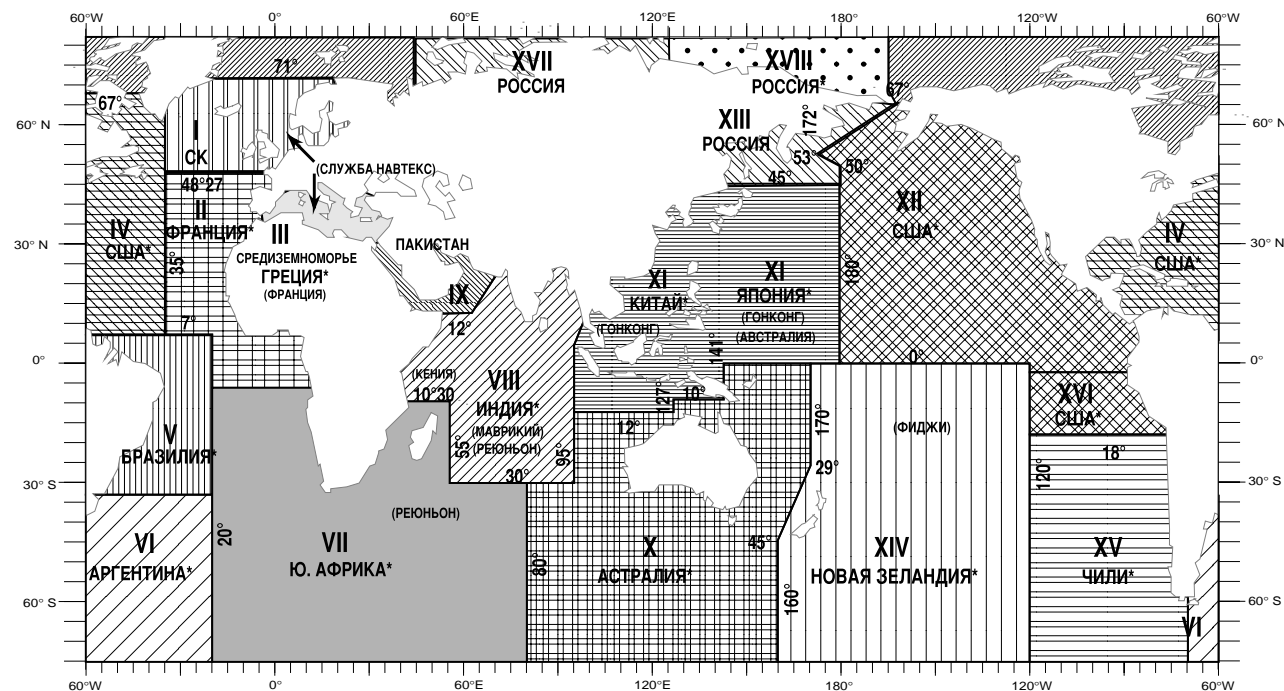 60°W 0° 60°E 120°E 180° 120°W 60°W
71°
XVII
РОССИЯ
XVIII
РОССИЯ*
67°
67°
60° N
60° N
I
СК
48°27
(СЛУЖБА НАВТЕКС)
XIII
РОССИЯ
172°
53°
50°
45°
II
ФРАНЦИЯ*
35°
7°
IV
США*
III
СРЕДИЗЕМНОМОРЬЕ
ГРЕЦИЯ*
(ФРАНЦИЯ)
ПАКИСТАН
IX
12°
XI
КИТАЙ*
(ГОНКОНГ)
XI
ЯПОНИЯ*
(ГОНКОНГ)
(АВСТРАЛИЯ)
141°
180°
XII
США*
IV
США*
30° N
30° N
0°
0°
0°
(КЕНИЯ)
10°30
VIII
ИНДИЯ*
(МАВРИКИЙ)
(РЕЮНЬОН)
55°
30°
95°
127°
10°
12°
170°
29°
(ФИДЖИ)
XVI
США*
18°
120°
V
БРАЗИЛИЯ*
30° S
30° S
20°
(РЕЮНЬОН)
VI
АРГЕНТИНА*
VII
Ю. АФРИКА*
80°
X
АСТРАЛИЯ*
45°
160°
XIV
НОВАЯ ЗЕЛАНДИЯ*
XV
ЧИЛИ*
VI
60° S
60° S
60°W 0° 60°E 120°E 180° 120°W 60°W